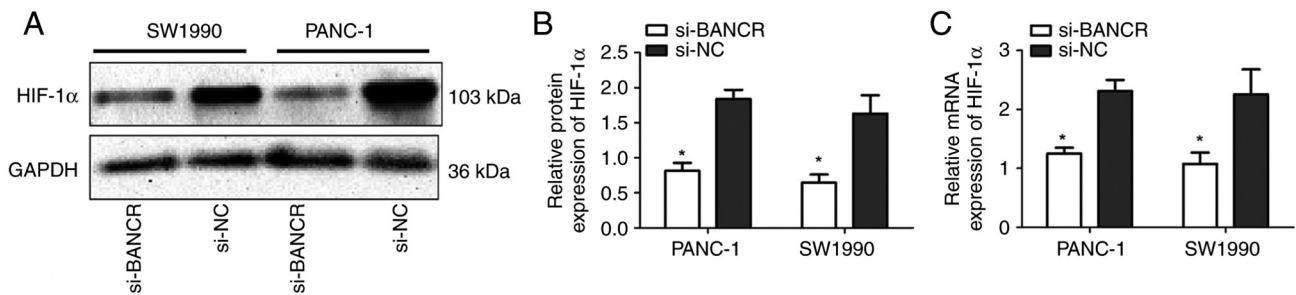 A
SW1990 PANC-1
HIF-1α 103 kDa
GAPDH 36 kDa
si-BANCR si-NC si-BANCR si-NC
B
si-BANCR
si-NC
Relative protein
expression of HIF-1α
2.5
2.0
1.5
1.0
0.5
0.0
*
*
PANC-1 SW1990
C
si-BANCR
si-NC
Relative mRNA
expression of HIF-1α
3
2
1
0
*
*
PANC-1 SW1990